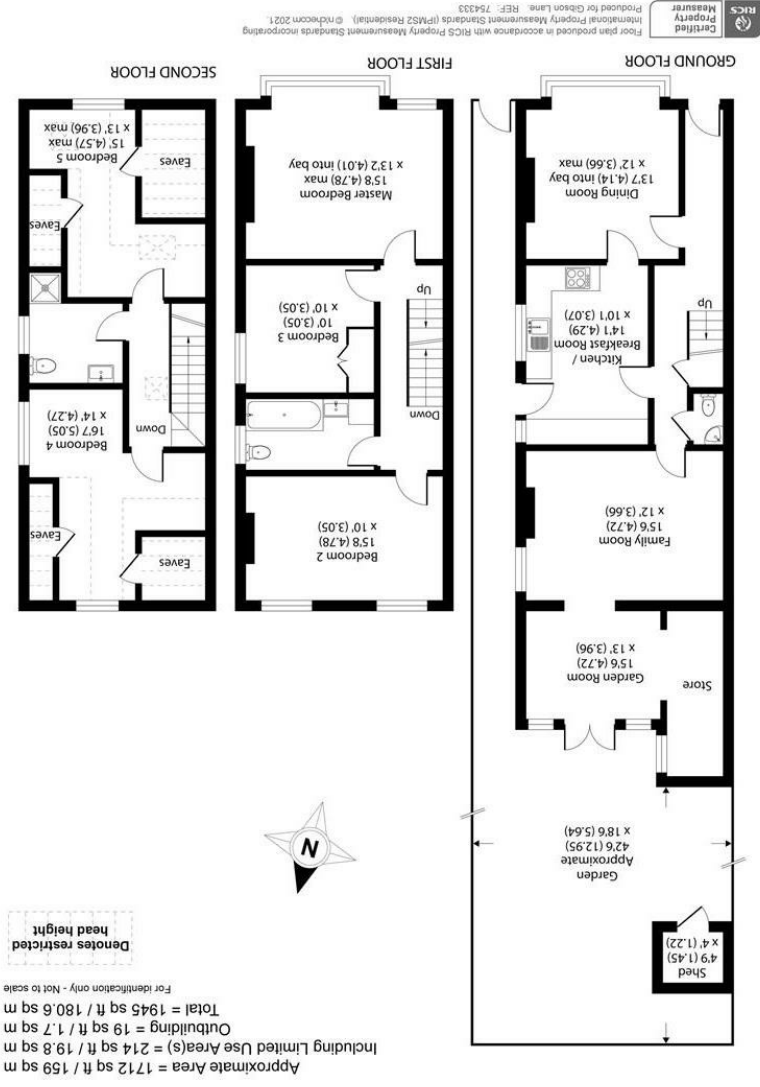 Approximate Area = 1712 sq ft / 159 sq m
Including Limited Use Area(s) = 214 sq ft / 19.8 sq m
Outbuilding = 19 sq ft / 1.7 sq m
Total = 1945 sq ft / 180.6 sq m
For identification only - Not to scale
Denotes restricted
head height
Shed
4'9 (1.45)
x 4' (1.22)
Garden
Approximate
42'6 (12.95)
x 18'6 (5.64)
N
Store
Garden Room
15'6 (4.72)
x 13' (3.96)
Family Room
15'6 (4.72)
x 12' (3.66)
Kitchen /
Breakfast Room
14'1 (4.29)
x 10'1 (3.07)
Up
Dining Room
13'7 (4.14) into bay
x 12' (3.66) max
GROUND FLOOR
Bedroom 2
15'8 (4.78)
x 10' (3.05)
Down
Bedroom 3
10' (3.05)
x 10' (3.05)
Up
Master Bedroom
15'8 (4.78) max
x 13'2 (4.01) into bay
FIRST FLOOR
Eaves
Eaves
Bedroom 4
16'7 (5.05)
x 14' (4.27)
Down
Eaves
Eaves
Bedroom 5
15' (4.57) max
x 13' (3.96) max
SECOND FLOOR
RICS
Certified
Property
Measurer
Floor plan produced in accordance with RICS Property Measurement Standards incorporating
International Property Measurement Standards (IPMS2 Residential). © nichecom 2021.
Produced for Gibson Lane. REF: 754333